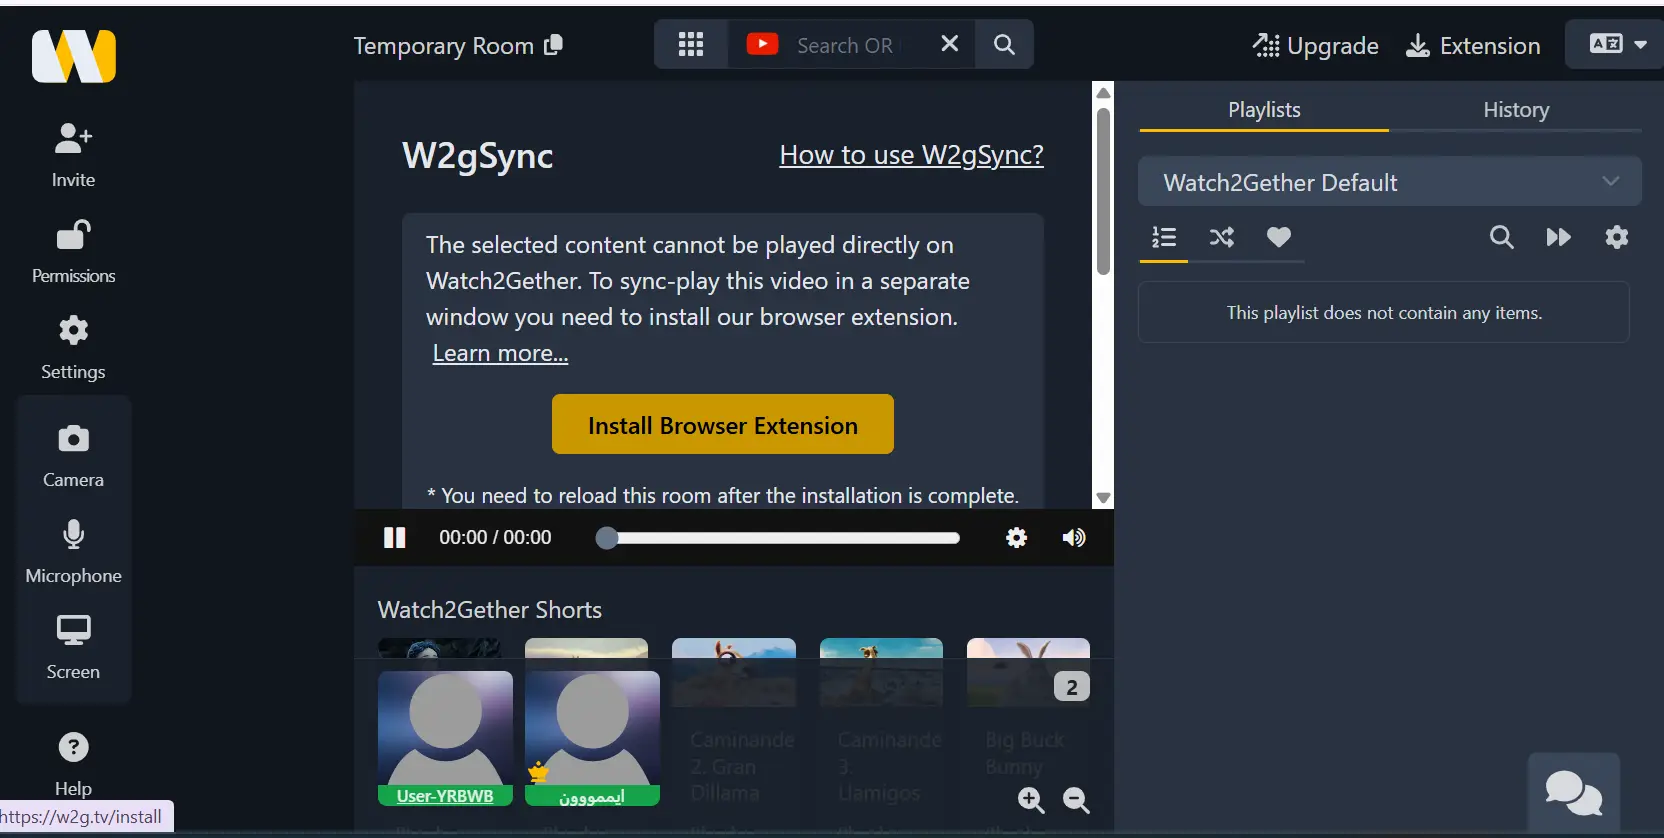 Temporary Room
Search OR
Upgrade
Extension
Invite
Permissions
Settings
Camera
Microphone
Screen
Help
https://w2g.tv/install
W2gSync
How to use W2gSync?
The selected content cannot be played directly on
Watch2Gether. To sync-play this video in a separate
window you need to install our browser extension.
Learn more...
Install Browser Extension
* You need to reload this room after the installation is complete.
00:00 / 00:00
Watch2Gether Shorts
2
User-YRBWB
ايممووون
Caminande
2. Gran
Dillama
Caminande
3.
Llamigos
Big Buck
Bunny
Playlists
History
Watch2Gether Default
This playlist does not contain any items.